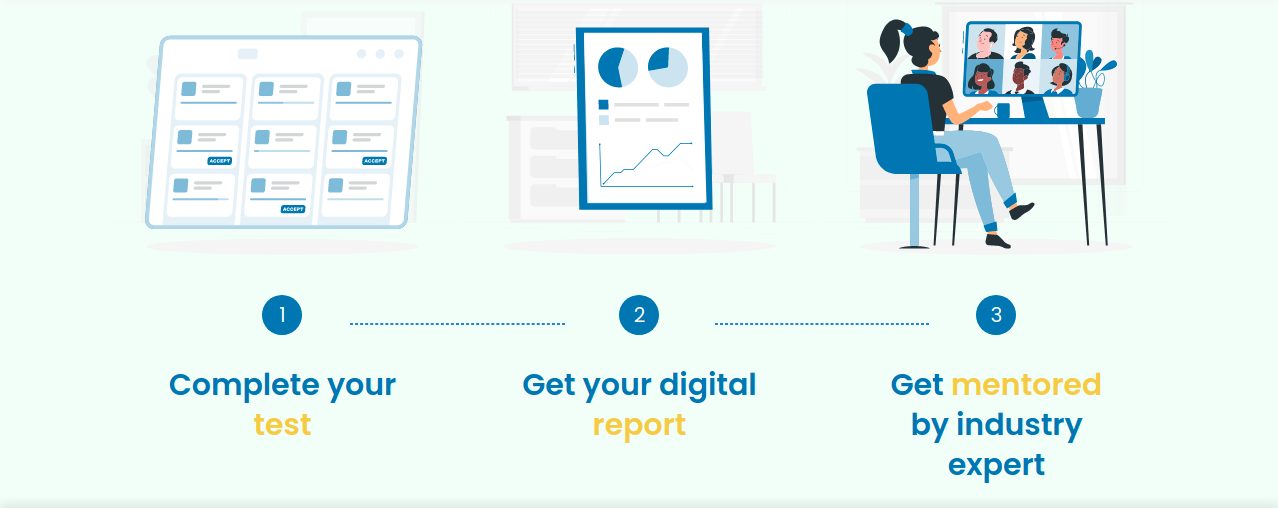 ACCEPT
ACCEPT
ACCEPT
1
2
3
Complete your
test
Get your digital
report
Get mentored
by industry
expert